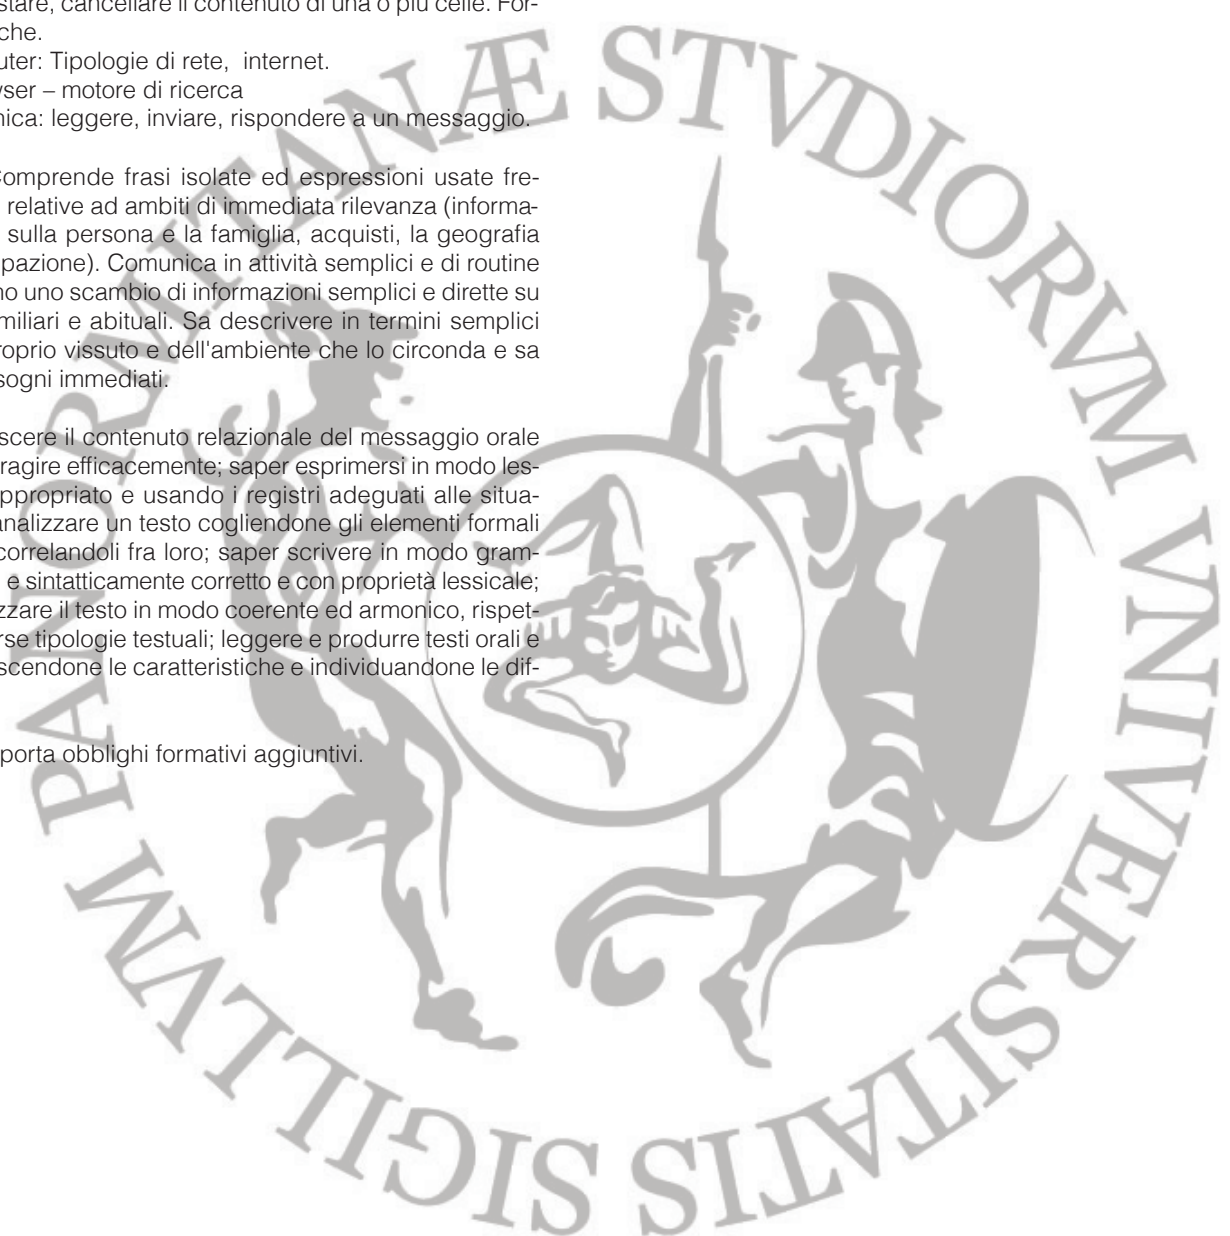 stare, cancellare il contenuto di una o più celle. For-
che.
uter: Tipologie di rete,  internet.
ser – motore di ricerca
nica: leggere, inviare, rispondere a un messaggio.
Comprende frasi isolate ed espressioni usate fre-
relative ad ambiti di immediata rilevanza (informa-
sulla persona e la famiglia, acquisti, la geografia
pazione). Comunica in attività semplici e di routine
no uno scambio di informazioni semplici e dirette su
miliari e abituali. Sa descrivere in termini semplici
roprio vissuto e dell'ambiente che lo circonda e sa
sogni immediati.
scere il contenuto relazionale del messaggio orale
ragire efficacemente; saper esprimersi in modo les-
appropriato e usando i registri adeguati alle situa-
analizzare un testo cogliendone gli elementi formali
correlandoli fra loro; saper scrivere in modo gram-
e sintatticamente corretto e con proprietà lessicale;
zzare il testo in modo coerente ed armonico, rispet-
rse tipologie testuali; leggere e produrre testi orali e
scendone le caratteristiche e individuandone le dif-
porta obblighi formativi aggiuntivi.
SIGILLVM PANORMITANÆ STVDIORVM VNIVERSITATIS